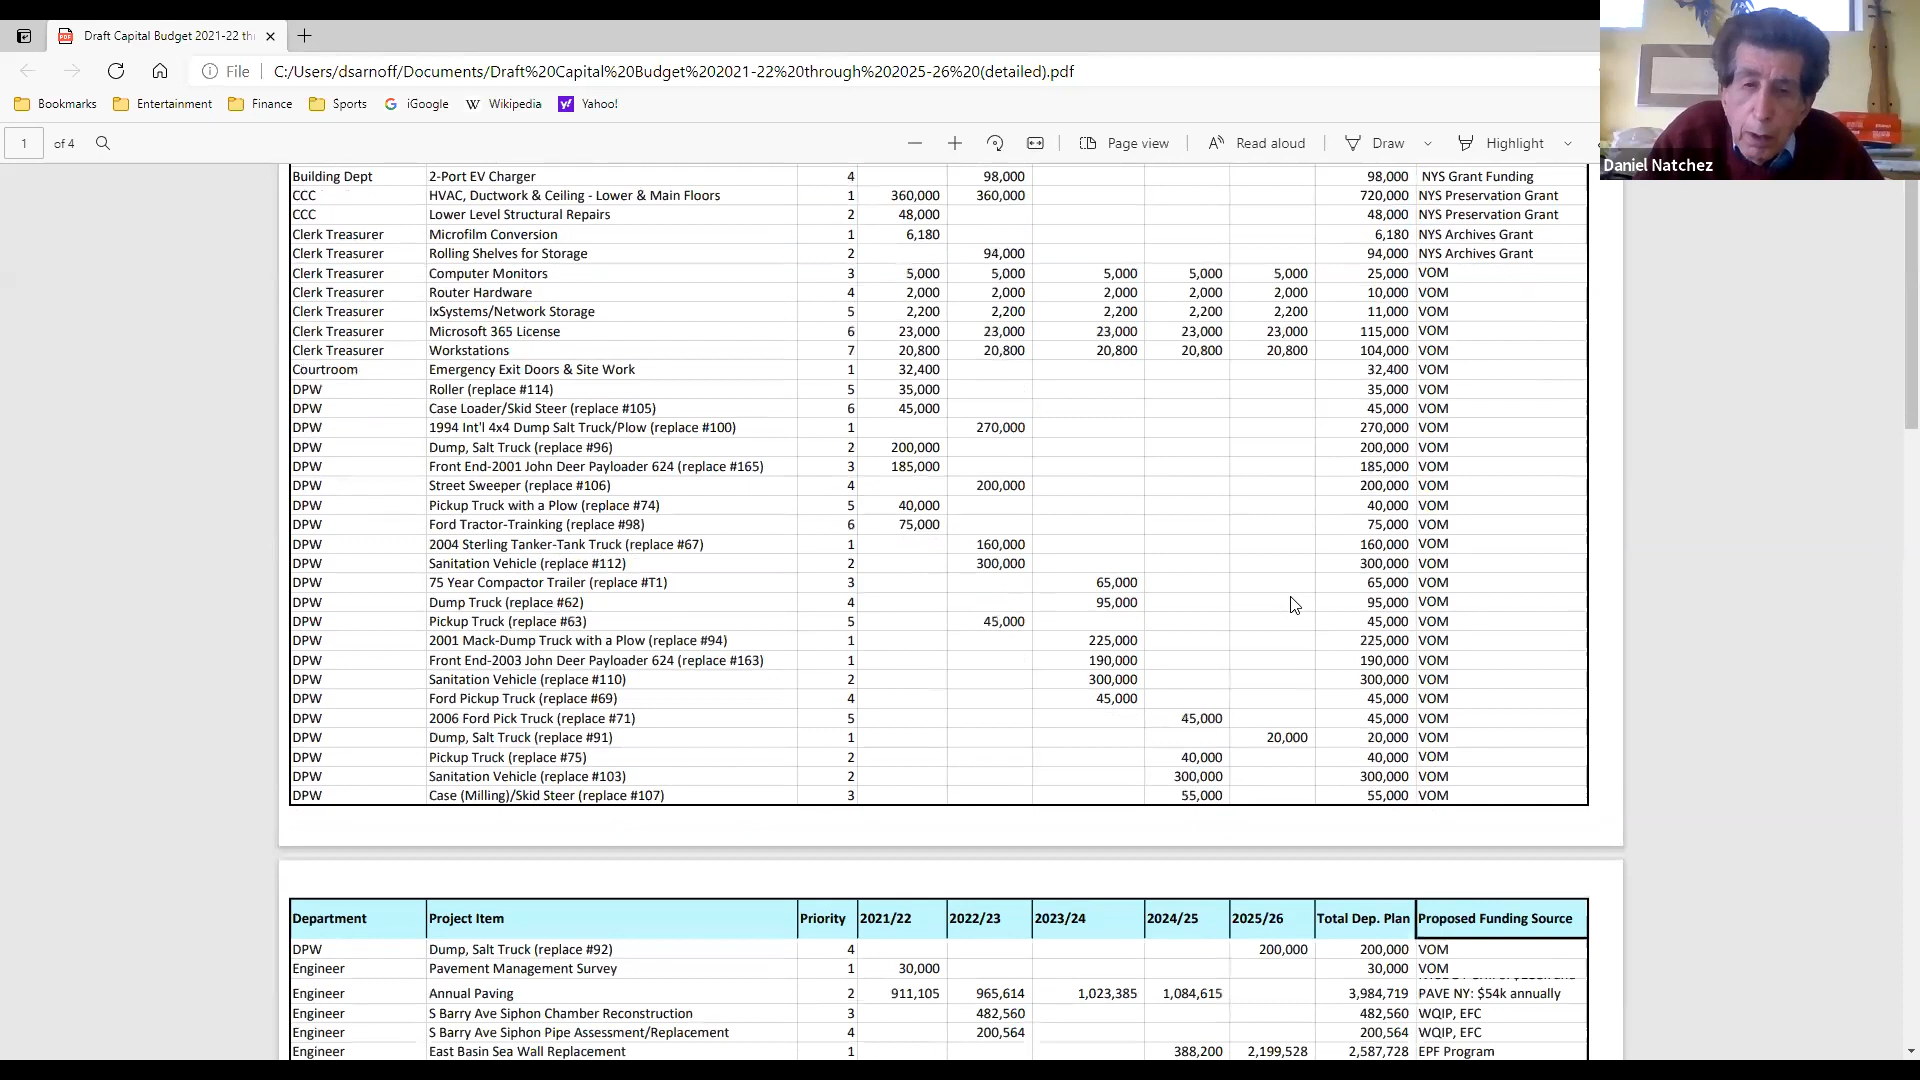 Draft Capital Budget 2021-22 thr
File C:/Users/dsarnoff/Documents/Draft%20Capital%20Budget%202021-22%20through%202025-26%20(detailed).pdf
Bookmarks Entertainment Finance Sports iGoogle Wikipedia Yahoo!
1 of 4 Page view Read aloud Draw Highlight
Daniel Natchez
Building Dept 2-Port EV Charger 4 98,000 98,000 NYS Grant Funding
CCC HVAC, Ductwork & Ceiling - Lower & Main Floors 1 360,000 360,000 720,000 NYS Preservation Grant
CCC Lower Level Structural Repairs 2 48,000 48,000 NYS Preservation Grant
Clerk Treasurer Microfilm Conversion 1 6,180 6,180 NYS Archives Grant
Clerk Treasurer Rolling Shelves for Storage 2 94,000 94,000 NYS Archives Grant
Clerk Treasurer Computer Monitors 3 5,000 5,000 5,000 5,000 5,000 25,000 VOM
Clerk Treasurer Router Hardware 4 2,000 2,000 2,000 2,000 2,000 10,000 VOM
Clerk Treasurer IxSystems/Network Storage 5 2,200 2,200 2,200 2,200 2,200 11,000 VOM
Clerk Treasurer Microsoft 365 License 6 23,000 23,000 23,000 23,000 23,000 115,000 VOM
Clerk Treasurer Workstations 7 20,800 20,800 20,800 20,800 20,800 104,000 VOM
Courtroom Emergency Exit Doors & Site Work 1 32,400 32,400 VOM
DPW Roller (replace #114) 5 35,000 35,000 VOM
DPW Case Loader/Skid Steer (replace #105) 6 45,000 45,000 VOM
DPW 1994 Int'l 4x4 Dump Salt Truck/Plow (replace #100) 1 270,000 270,000 VOM
DPW Dump, Salt Truck (replace #96) 2 200,000 200,000 VOM
DPW Front End-2001 John Deer Payloader 624 (replace #165) 3 185,000 185,000 VOM
DPW Street Sweeper (replace #106) 4 200,000 200,000 VOM
DPW Pickup Truck with a Plow (replace #74) 5 40,000 40,000 VOM
DPW Ford Tractor-Trainking (replace #98) 6 75,000 75,000 VOM
DPW 2004 Sterling Tanker-Tank Truck (replace #67) 1 160,000 160,000 VOM
DPW Sanitation Vehicle (replace #112) 2 300,000 300,000 VOM
DPW 75 Year Compactor Trailer (replace #T1) 3 65,000 65,000 VOM
DPW Dump Truck (replace #62) 4 95,000 95,000 VOM
DPW Pickup Truck (replace #63) 5 45,000 45,000 VOM
DPW 2001 Mack-Dump Truck with a Plow (replace #94) 1 225,000 225,000 VOM
DPW Front End-2003 John Deer Payloader 624 (replace #163) 1 190,000 190,000 VOM
DPW Sanitation Vehicle (replace #110) 2 300,000 300,000 VOM
DPW Ford Pickup Truck (replace #69) 4 45,000 45,000 VOM
DPW 2006 Ford Pick Truck (replace #71) 5 45,000 45,000 VOM
DPW Dump, Salt Truck (replace #91) 1 20,000 20,000 VOM
DPW Pickup Truck (replace #75) 2 40,000 40,000 VOM
DPW Sanitation Vehicle (replace #103) 2 300,000 300,000 VOM
DPW Case (Milling)/Skid Steer (replace #107) 3 55,000 55,000 VOM
Department Project Item Priority 2021/22 2022/23 2023/24 2024/25 2025/26 Total Dep. Plan Proposed Funding Source
DPW Dump, Salt Truck (replace #92) 4 200,000 200,000 VOM
Engineer Pavement Management Survey 1 30,000 30,000 VOM
Engineer Annual Paving 2 911,105 965,614 1,023,385 1,084,615 3,984,719 PAVE NY: $54k annually
Engineer S Barry Ave Siphon Chamber Reconstruction 3 482,560 482,560 WQIP, EFC
Engineer S Barry Ave Siphon Pipe Assessment/Replacement 4 200,564 200,564 WQIP, EFC
Engineer East Basin Sea Wall Replacement 1 388,200 2,199,528 2,587,728 EPF Program